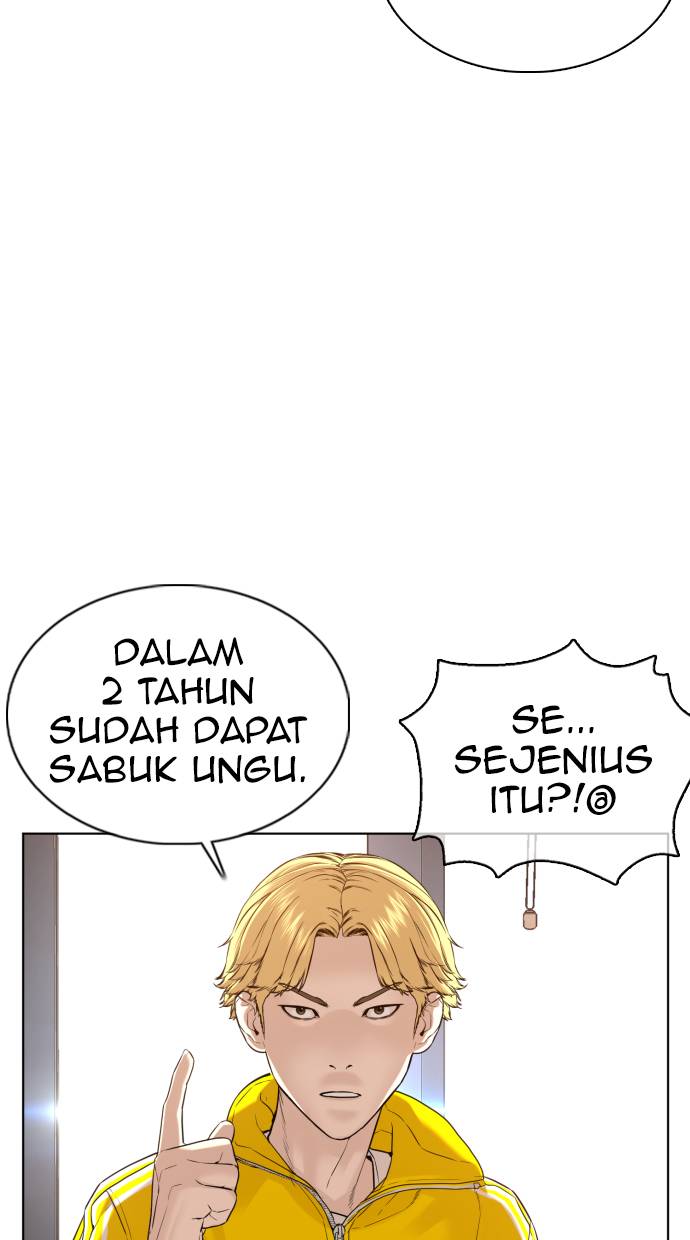 DALAM
2 TAHUN
SUDAH DAPAT
SABUK UNGU.
SE...
SEJENIUS
ITU?!@